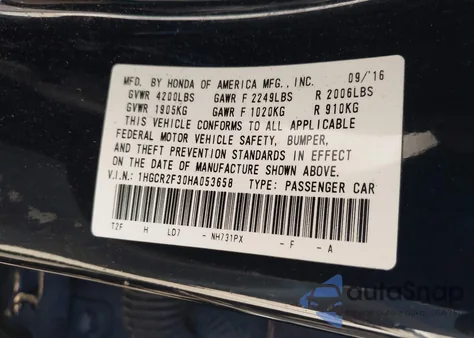 MFD. BY HONDA OF AMERICA MFG., INC. 09/16
GVWR 4200LBS GAWR F 2249LBS R 2006LBS
GVWR 1905KG GAWR F 1020KG R 910KG
THIS VEHICLE CONFORMS TO ALL APPLICABLE
FEDERAL MOTOR VEHICLE SAFETY, BUMPER,
AND THEFT PREVENTION STANDARDS IN EFFECT
ON THE DATE OF MANUFACTURE SHOWN ABOVE.
V.I.N.: 1HGCR2F30HA053658 TYPE: PASSENGER CAR
T2F H LD7 - NH731PX - F - A
autoSnap